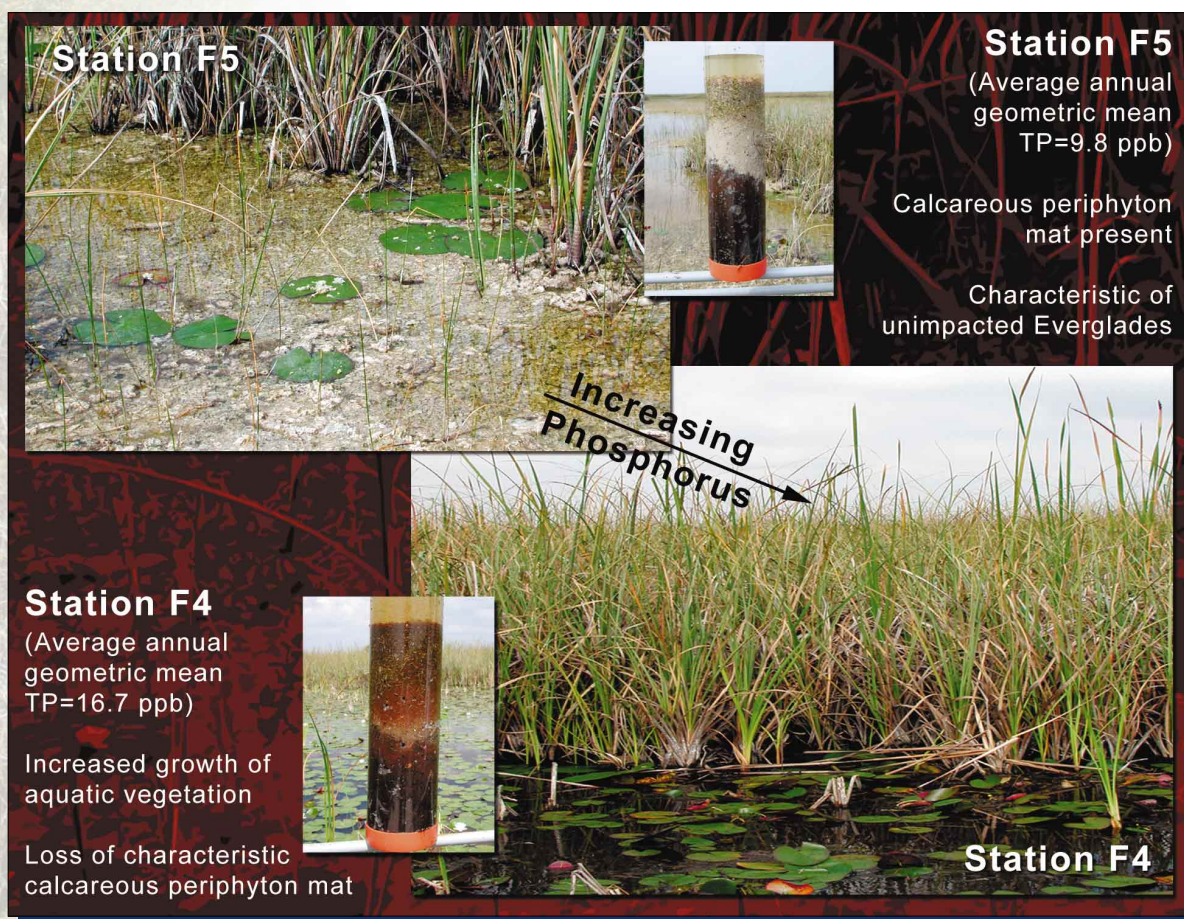 Station F5
Station F5
(Average annual
geometric mean
TP=9.8 ppb)
Calcareous periphyton
mat present
Characteristic of
unimpacted Everglades
Increasing
Phosphorus
Station F4
(Average annual
geometric mean
TP=16.7 ppb)
Increased growth of
aquatic vegetation
Loss of characteristic
calcareous periphyton mat
Station F4